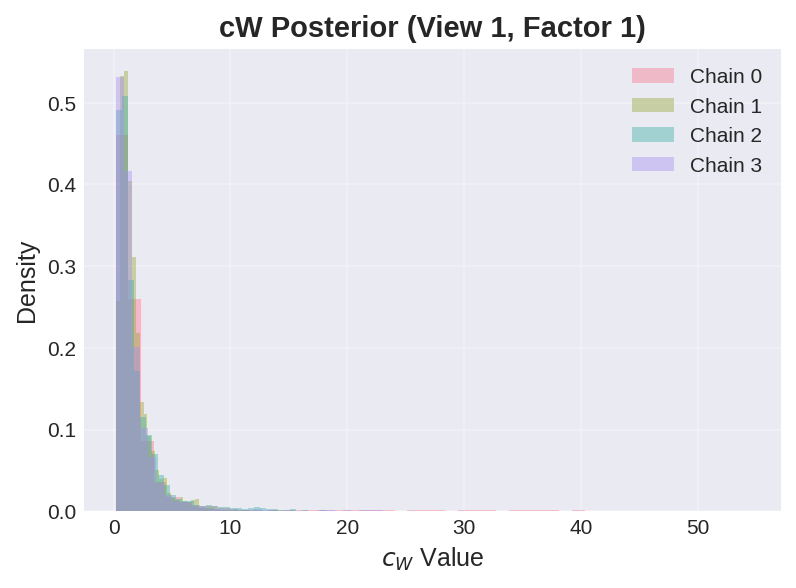 cW Posterior (View 1, Factor 1)
Chain 0
Chain 1
Chain 2
Chain 3
Density
0.5
0.4
0.3
0.2
0.1
0.0
0 10 20 30 40 50
c_W Value